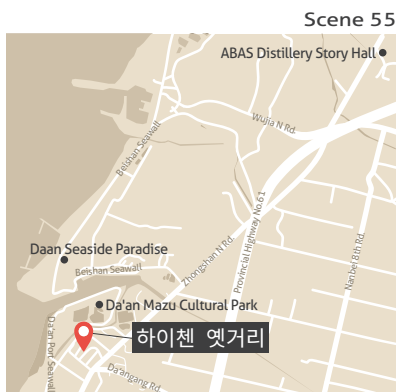 Scene 55
ABAS Distillery Story Hall
Wujia N Rd.
Beishan Seawall
Provincial Highway No.61
Nanbei 8th Rd.
Zhongshan N Rd.
Daan Seaside Paradise
Beishan Seawall
Da'an Mazu Cultural Park
하이첸 옛거리
Da'an Port Seawall
Da'angang Rd.